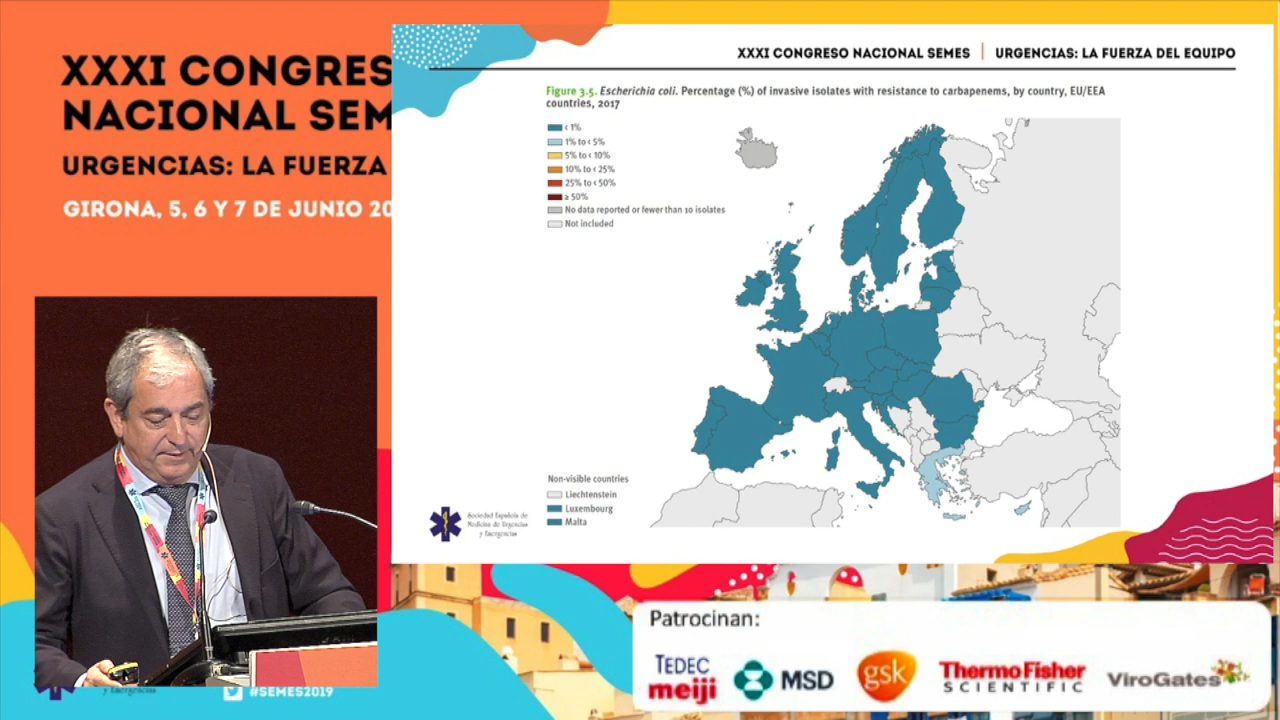 XXXI CONGRES
NACIONAL SEM
URGENCIAS: LA FUERZA
GIRONA, 5, 6 Y 7 DE JUNIO 20
XXXI CONGRESO NACIONAL SEMES | URGENCIAS: LA FUERZA DEL EQUIPO
Figure 3.5. Escherichia coli. Percentage (%) of invasive isolates with resistance to carbapenems, by country, EU/EEA
countries, 2017
< 1%
1% to < 5%
5% to < 10%
10% to < 25%
25% to < 50%
≥ 50%
No data reported or fewer than 10 isolates
Not included
Non-visible countries
Liechtenstein
Luxembourg
Malta
Sociedad Española de
Medicina de Urgencias
y Emergencias
y Emergencias
#SEMES2019
Patrocinan:
TEDEC
meiji
MSD
gsk
ThermoFisher
SCIENTIFIC
ViroGates